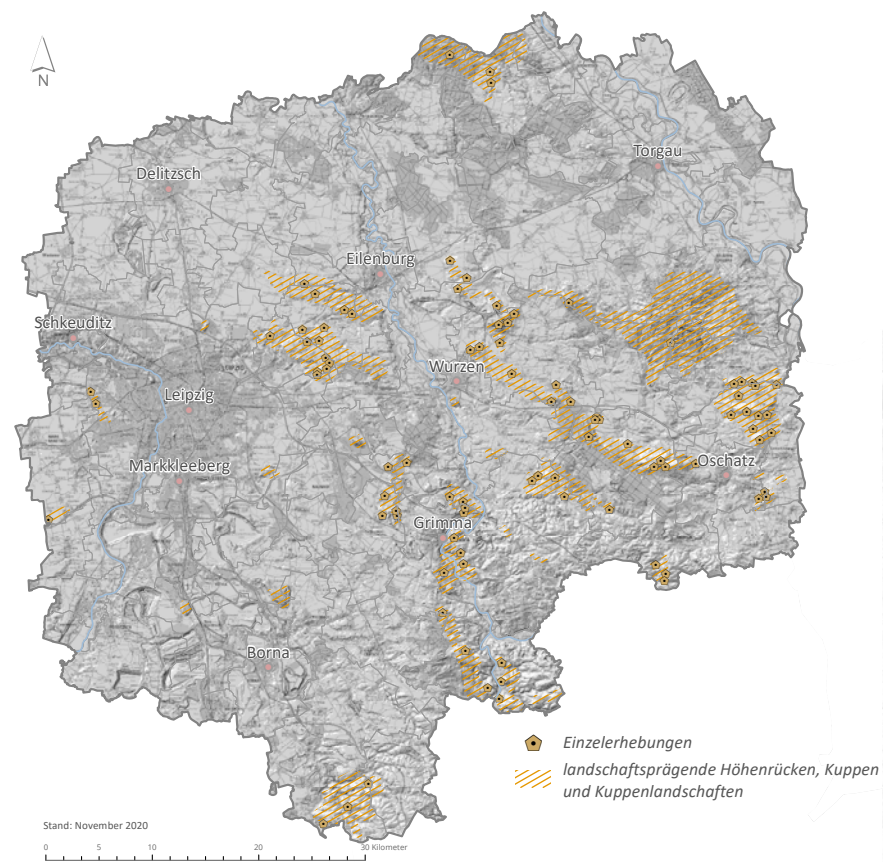 N
Torgau
Delitzsch
Eilenburg
Schkeuditz
Wurzen
Leipzig
Markkleeberg
Oschatz
Grimma
Borna
Einzelerhebungen
landschaftsprägende Höhenrücken, Kuppen
und Kuppenlandschaften
Stand: November 2020
0 5 10 20 30 Kilometer